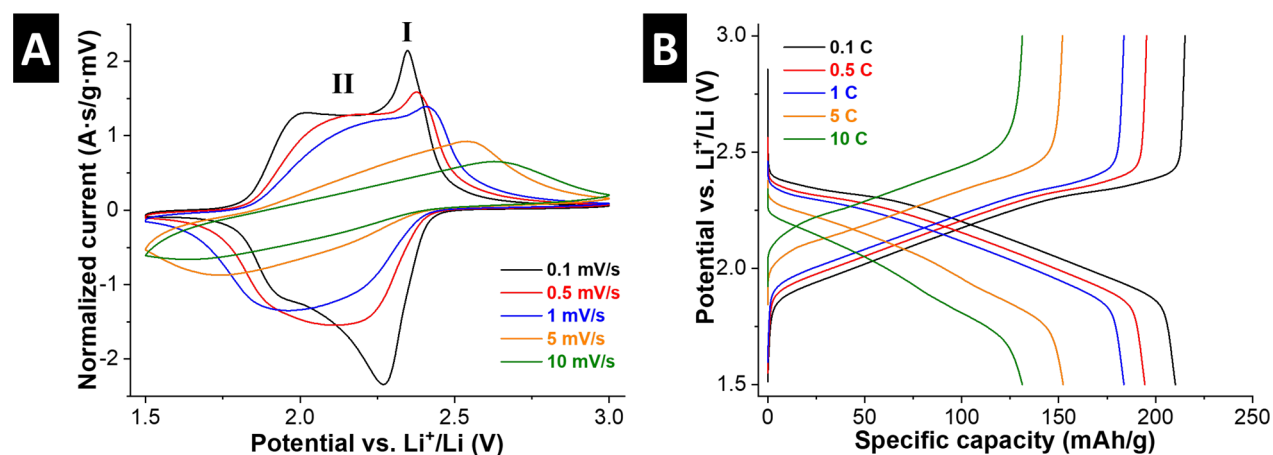 A
Normalized current (A·s/g·mV)
2
1
0
-1
-2
I
II
0.1 mV/s
0.5 mV/s
1 mV/s
5 mV/s
10 mV/s
1.5
2.0
2.5
3.0
Potential vs. Li⁺/Li (V)
B
Potential vs. Li⁺/Li (V)
3.0
2.5
2.0
1.5
0.1 C
0.5 C
1 C
5 C
10 C
0
50
100
150
200
250
Specific capacity (mAh/g)